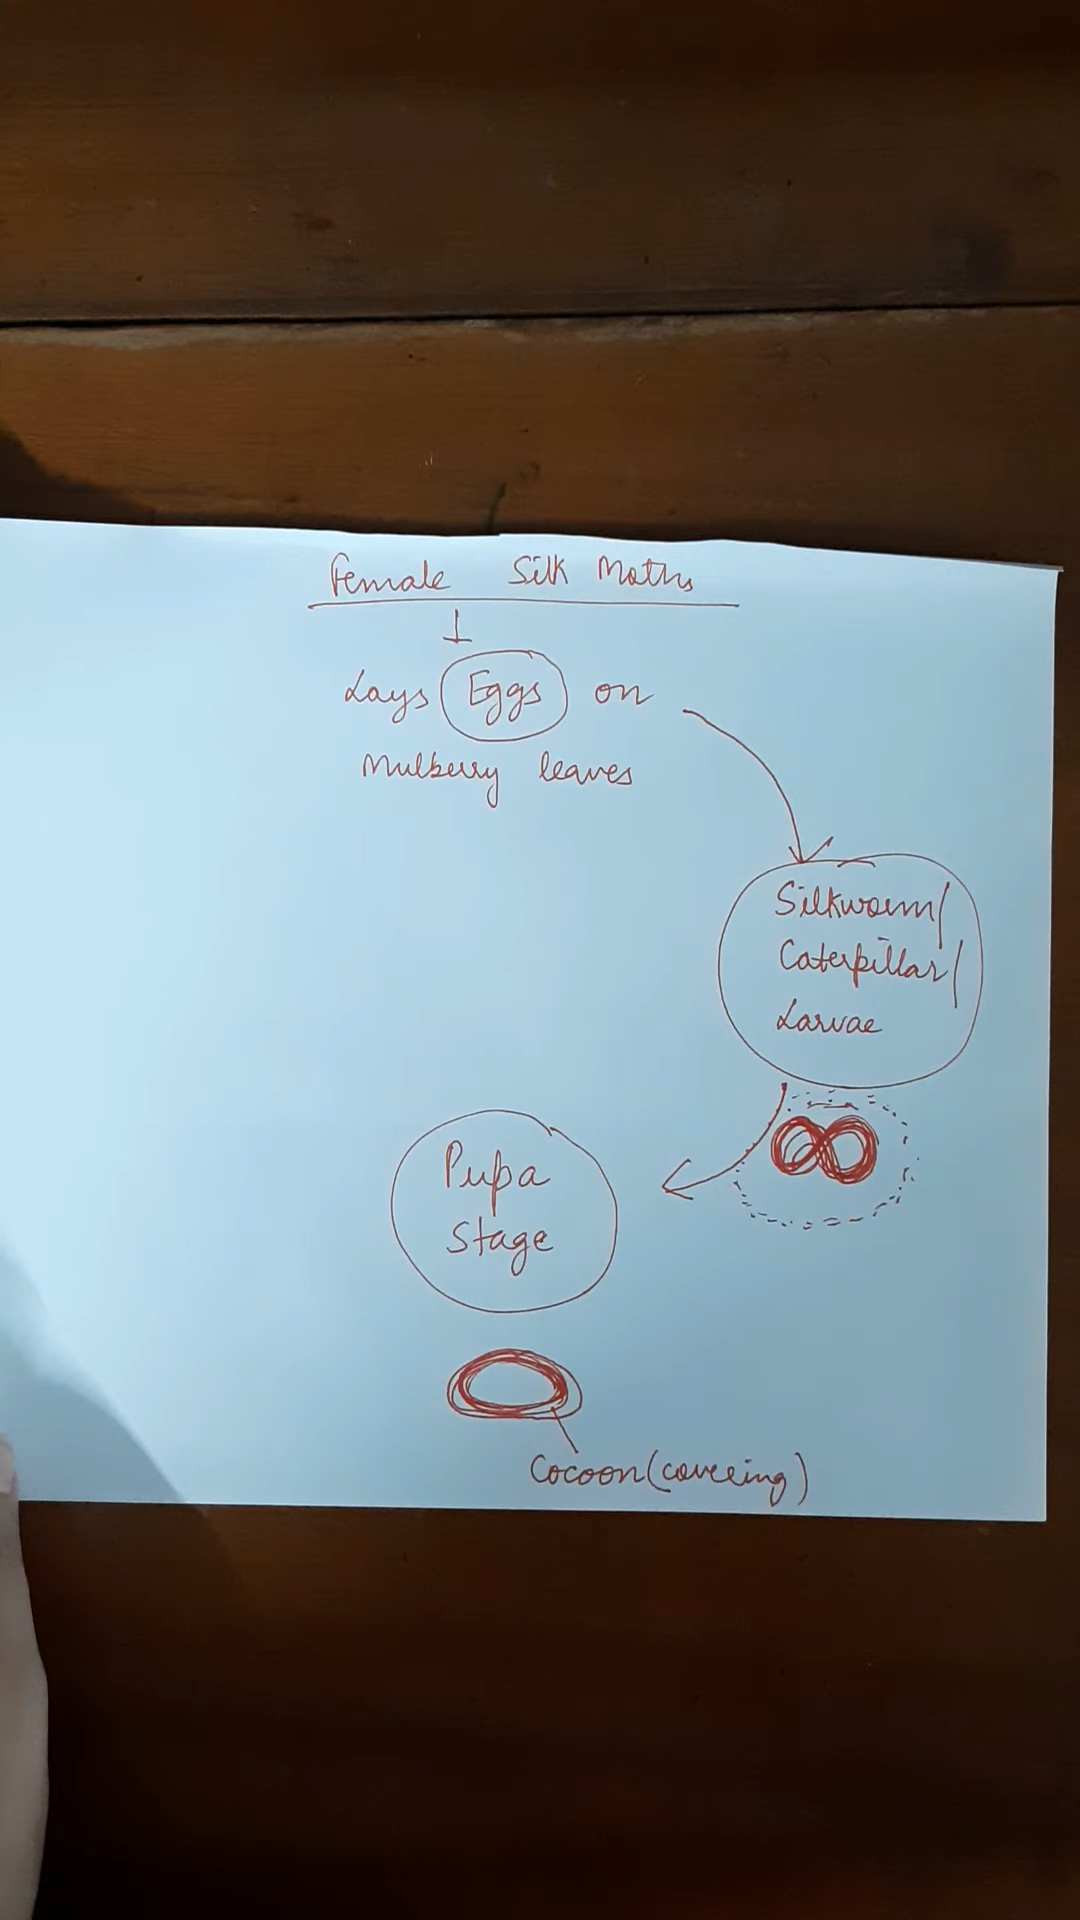 Female Silk Moths
Lays Eggs on
Mulberry leaves
Silkworm/
Caterpillar/
Larvae
Pupa
Stage
Cocoon (covering)